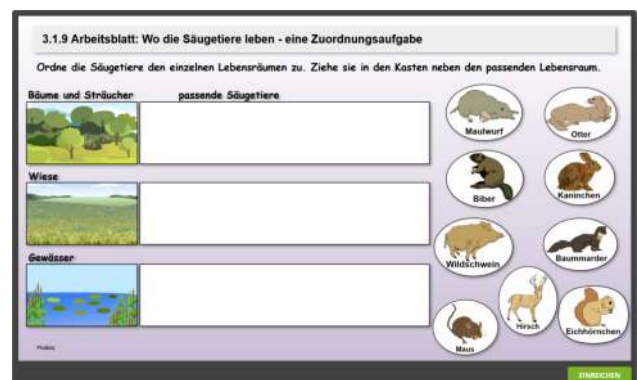 3.1.9 Arbeitsblatt: Wo die Säugetiere leben - eine Zuordnungsaufgabe
Ordne die Säugetiere den einzelnen Lebensräumen zu. Ziehe sie in den Kasten neben den passenden Lebensraum.
Bäume und Sträucher passende Säugetiere
Maulwurf
Otter
Wiese
Biber
Kaninchen
Gewässer
Wildschwein
Baummarder
Hirsch
Eichhörnchen
Maus
EINREICHEN